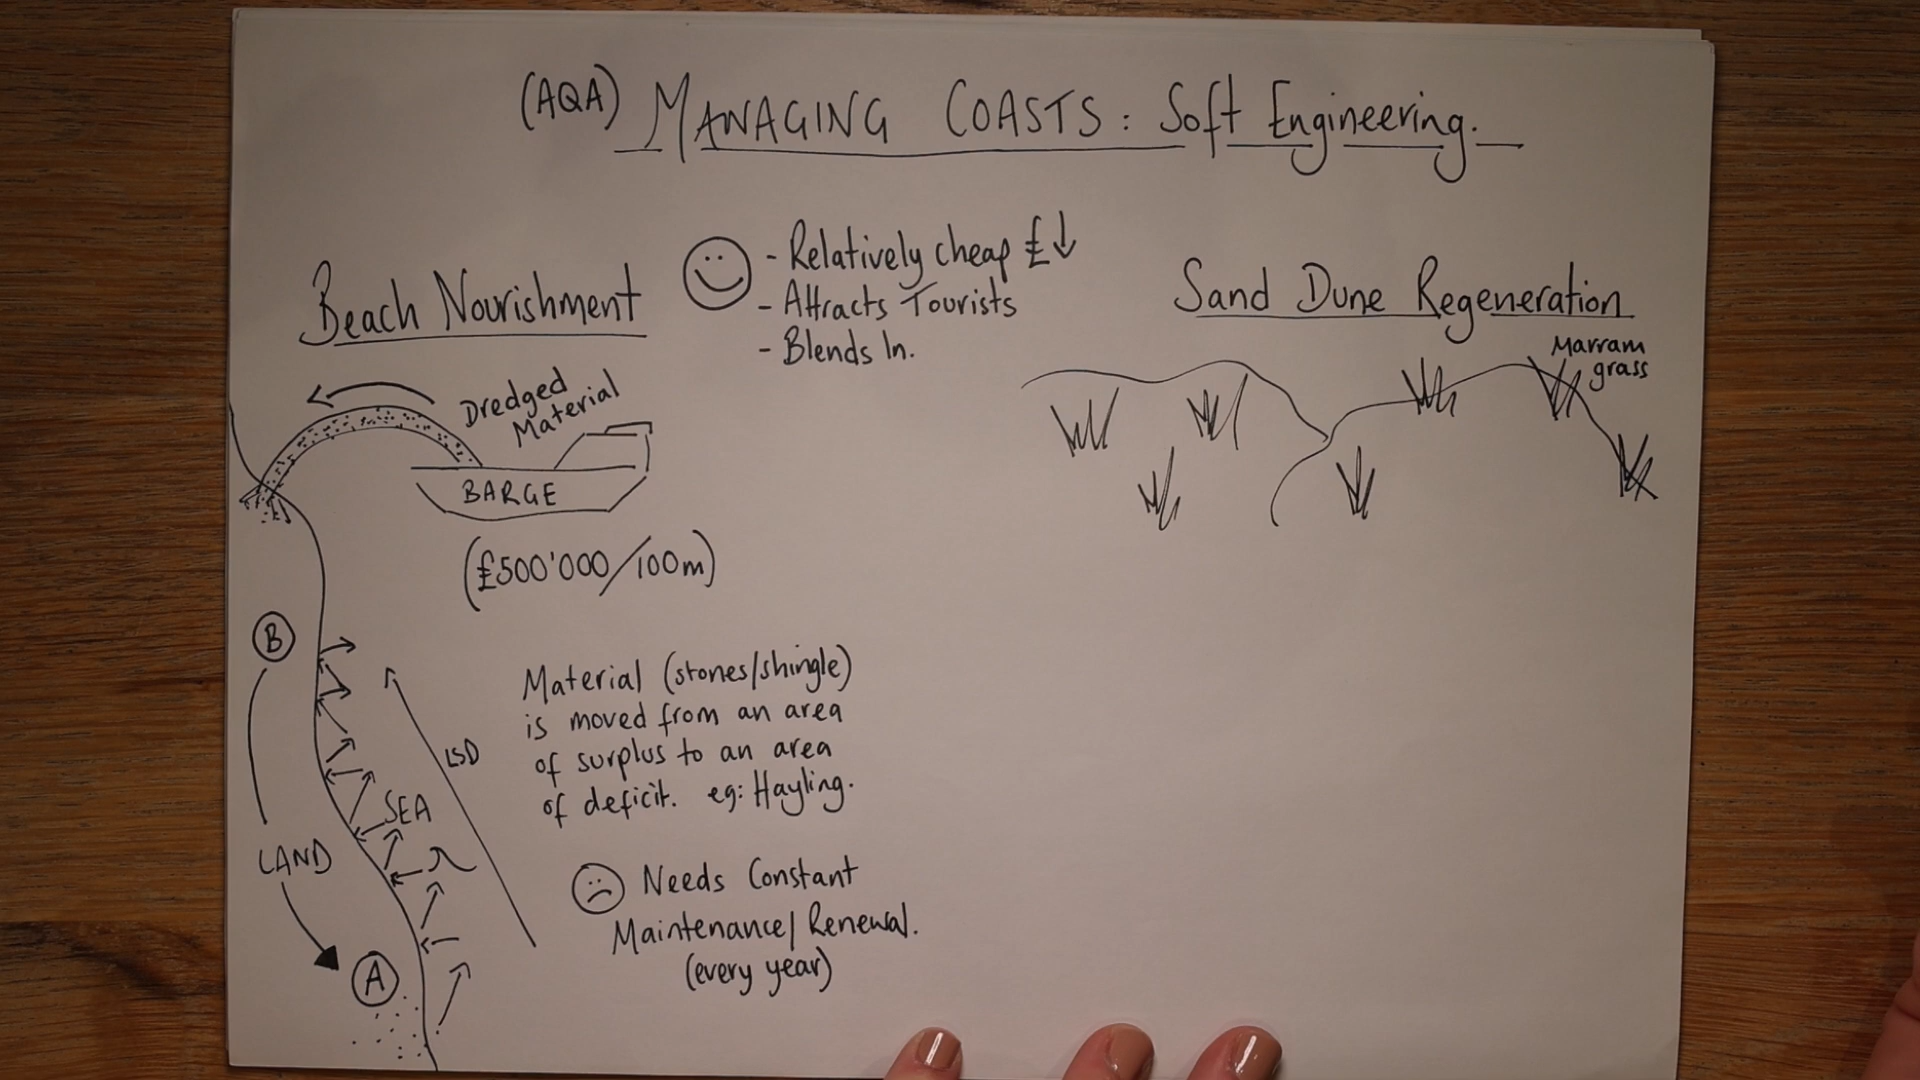 (AQA) MANAGING COASTS: Soft Engineering.
Beach Nourishment
- Relatively cheap £↓
- Attracts Tourists
- Blends In.
Dredged
Material
BARGE
(£500'000/100m)
B
LSD
SEA
LAND
A
Material (stones/shingle)
is moved from an area
of surplus to an area
of deficit. eg: Hayling.
Needs Constant
Maintenance/Renewal.
(every year)
Sand Dune Regeneration
Marram
grass